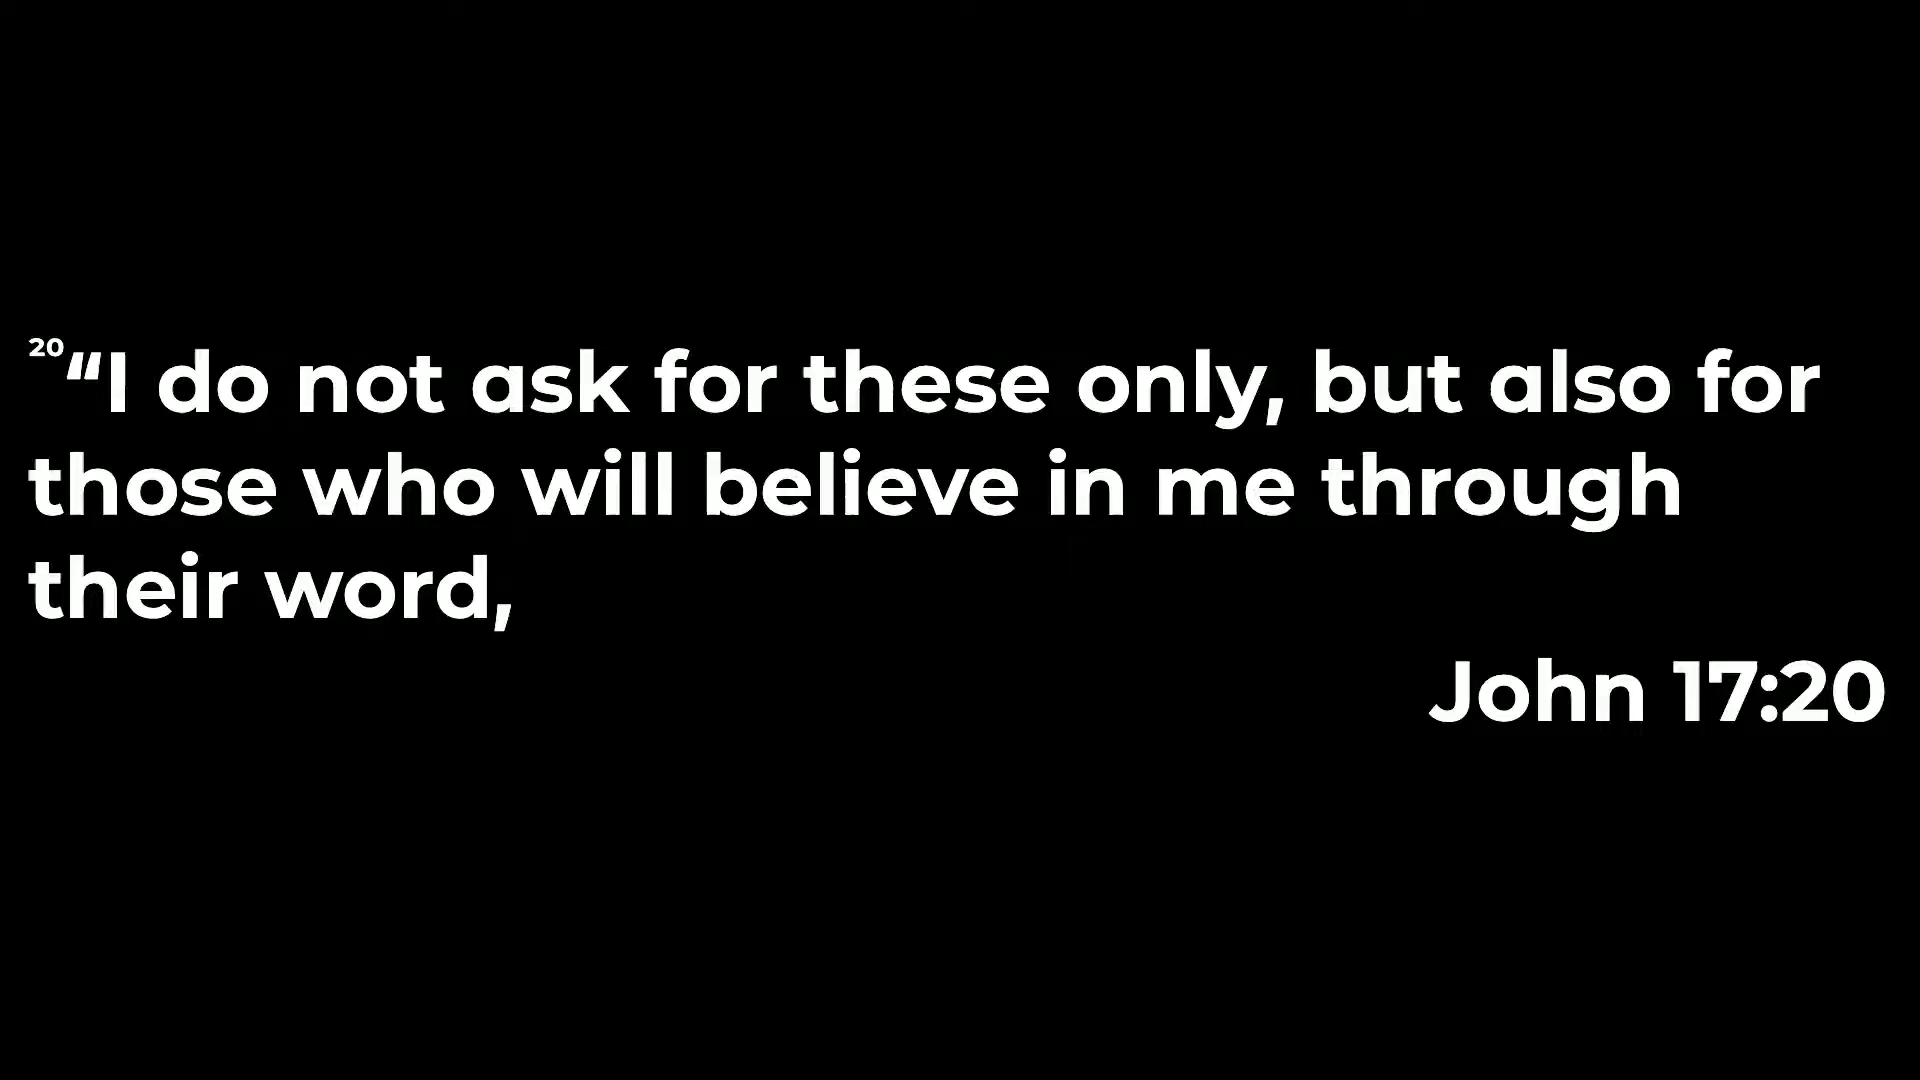 20“I do not ask for these only, but also for
those who will believe in me through
their word,
John 17:20